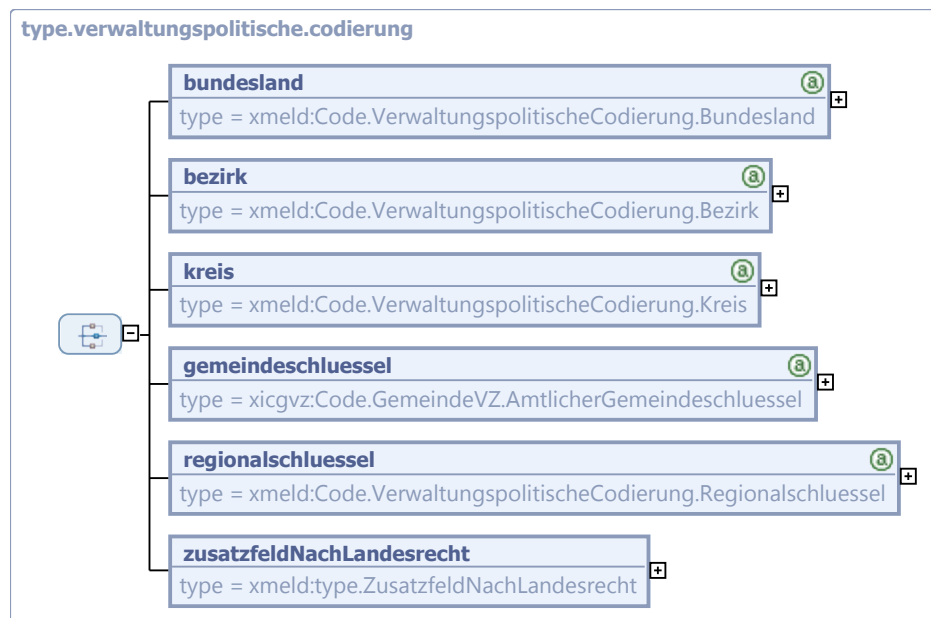 type.verwaltungspolitische.codierung
bundesland
a
type = xmeld:Code.VerwaltungspolitischeCodierung.Bundesland
bezirk
a
type = xmeld:Code.VerwaltungspolitischeCodierung.Bezirk
kreis
a
type = xmeld:Code.VerwaltungspolitischeCodierung.Kreis
gemeindeschluessel
a
type = xicgvz:Code.GemeindeVZ.AmtlicherGemeindeschluessel
regionalschluessel
a
type = xmeld:Code.VerwaltungspolitischeCodierung.Regionalschluessel
zusatzfeldNachLandesrecht
type = xmeld:type.ZusatzfeldNachLandesrecht